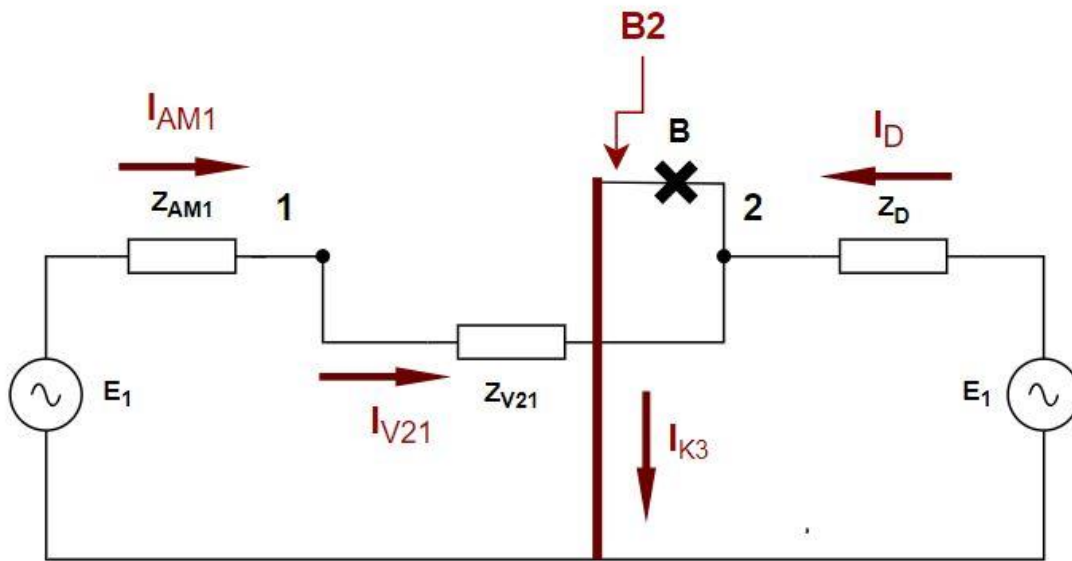 B2
I_AM1
B
I_D
Z_AM1
1
2
Z_D
E_1
Z_V21
E_1
I_V21
I_K3